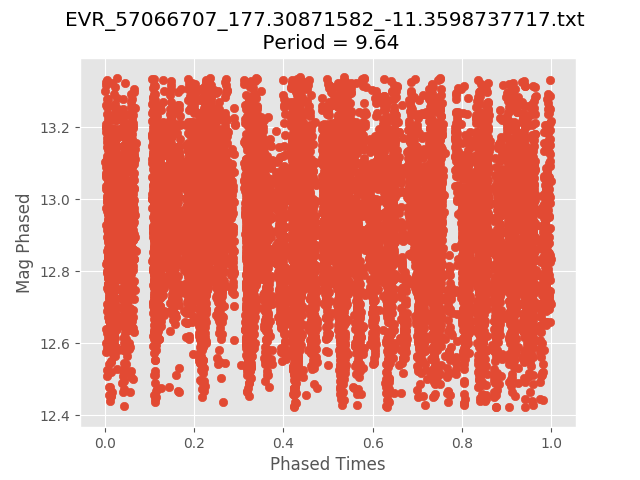 EVR_57066707_177.30871582_-11.3598737717.txt
Period = 9.64
Mag Phased
13.2
13.0
12.8
12.6
12.4
0.0 0.2 0.4 0.6 0.8 1.0
Phased Times